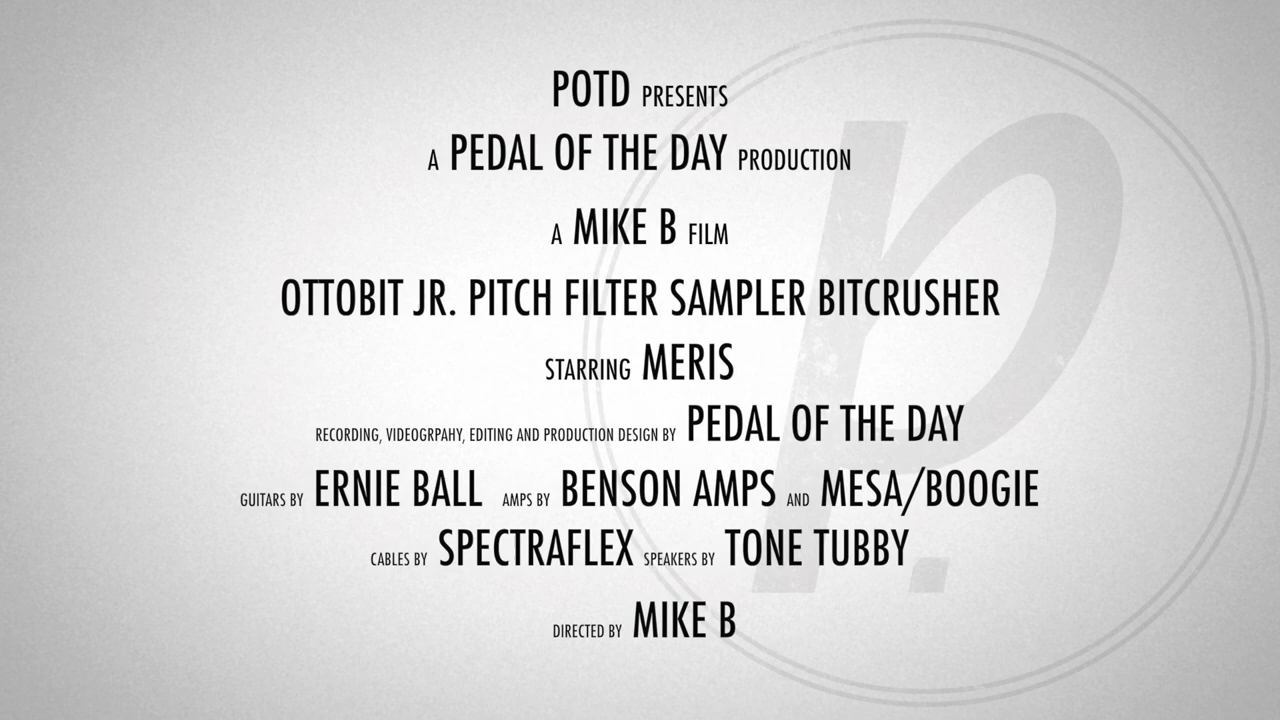 POTD PRESENTS
A PEDAL OF THE DAY PRODUCTION
A MIKE B FILM
OTTOBIT JR. PITCH FILTER SAMPLER BITCRUSHER
STARRING MERIS
RECORDING, VIDEOGRPAHY, EDITING AND PRODUCTION DESIGN BY PEDAL OF THE DAY
GUITARS BY ERNIE BALL AMPS BY BENSON AMPS AND MESA/BOOGIE
CABLES BY SPECTRAFLEX SPEAKERS BY TONE TUBBY
DIRECTED BY MIKE B
p.